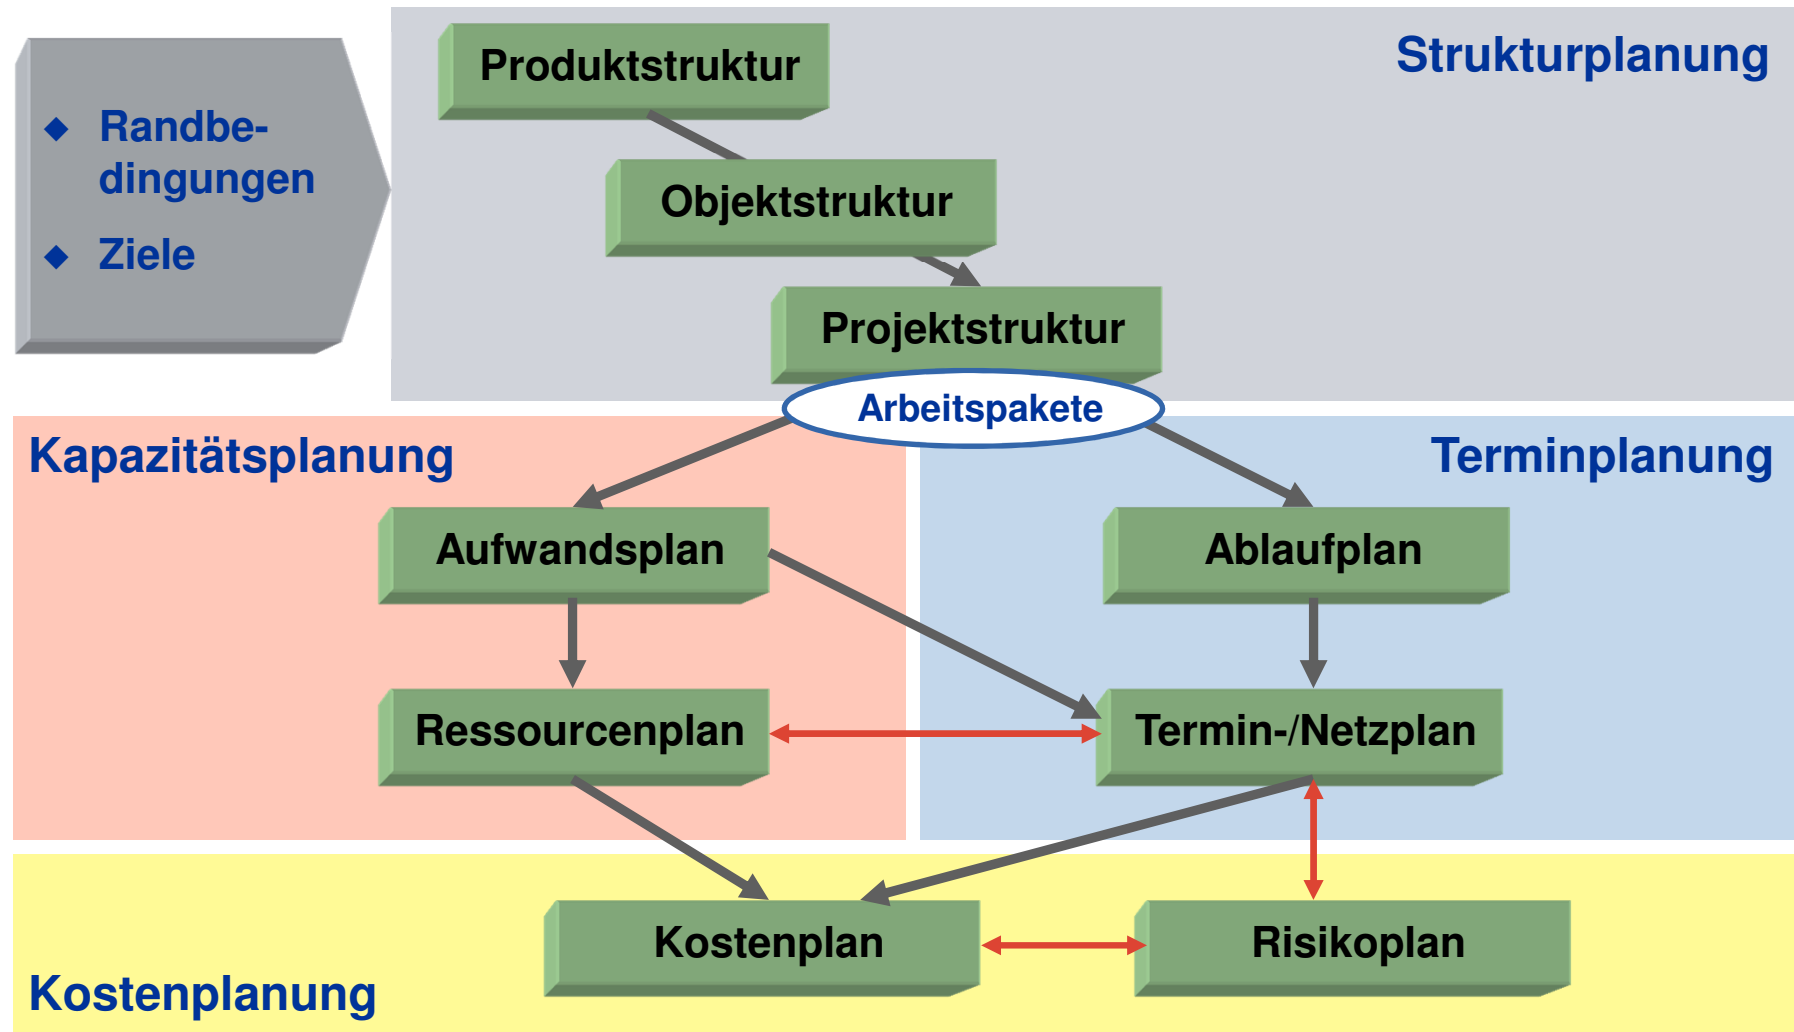 Randbe-
dingungen
Ziele
Strukturplanung
Produktstruktur
Objektstruktur
Projektstruktur
Arbeitspakete
Kapazitätsplanung
Terminplanung
Aufwandsplan
Ablaufplan
Ressourcenplan
Termin-/Netzplan
Kostenplan
Risikoplan
Kostenplanung